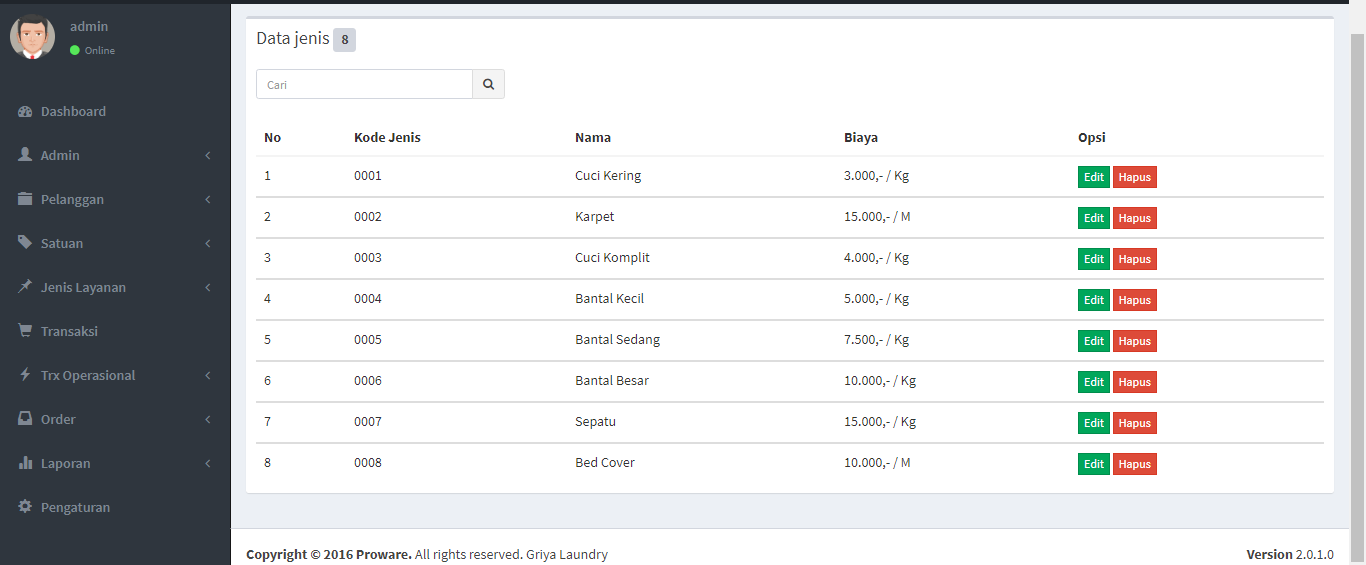 admin
Online
Dashboard
Admin
Pelanggan
Satuan
Jenis Layanan
Transaksi
Trx Operasional
Order
Laporan
Pengaturan
Data jenis 8
Cari
No Kode Jenis Nama Biaya Opsi
1 0001 Cuci Kering 3.000,- / Kg Edit Hapus
2 0002 Karpet 15.000,- / M Edit Hapus
3 0003 Cuci Komplit 4.000,- / Kg Edit Hapus
4 0004 Bantal Kecil 5.000,- / Kg Edit Hapus
5 0005 Bantal Sedang 7.500,- / Kg Edit Hapus
6 0006 Bantal Besar 10.000,- / Kg Edit Hapus
7 0007 Sepatu 15.000,- / Kg Edit Hapus
8 0008 Bed Cover 10.000,- / M Edit Hapus
Copyright © 2016 Proware. All rights reserved. Griya Laundry Version 2.0.1.0